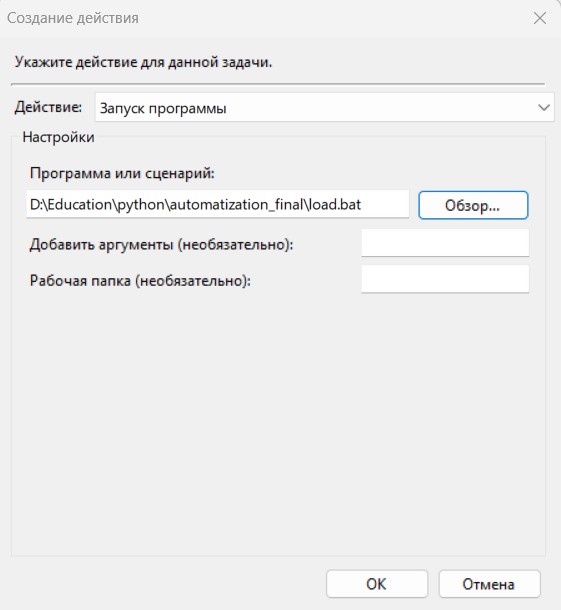 Создание действия
Укажите действие для данной задачи.
Действие: Запуск программы
Настройки
Программа или сценарий:
D:\Education\python\automatization_final\load.bat Обзор...
Добавить аргументы (необязательно):
Рабочая папка (необязательно):
ОК Отмена